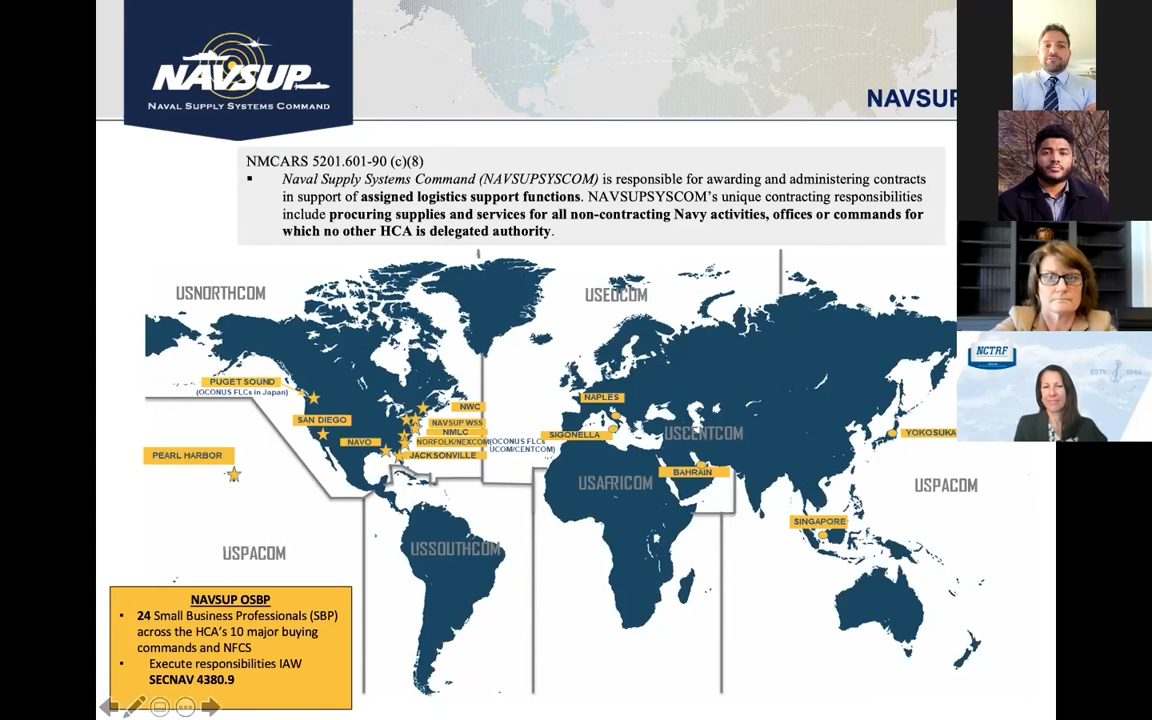 NAVSUP
NAVAL SUPPLY SYSTEMS COMMAND
NAVSUP
NMCARS 5201.601-90 (c)(8)
▪ Naval Supply Systems Command (NAVSUPSYSCOM) is responsible for awarding and administering contracts
in support of assigned logistics support functions. NAVSUPSYSCOM's unique contracting responsibilities
include procuring supplies and services for all non-contracting Navy activities, offices or commands for
which no other HCA is delegated authority.
USNORTHCOM
USEUCOM
PUGET SOUND
(OCONUS FLCs in Japan)
SAN DIEGO
NAVO
NWC
NAVSUP WSS
NMLC
NORFOLK/NEXCOM (OCONUS FLCs
UCOM/CENTCOM)
JACKSONVILLE
PEARL HARBOR
NAPLES
SIGONELLA
USCENTCOM
YOKOSUKA
BAHRAIN
USAFRICOM
USPACOM
SINGAPORE
USPACOM
USSOUTHCOM
NAVSUP OSBP
• 24 Small Business Professionals (SBP)
across the HCA's 10 major buying
commands and NFCS
• Execute responsibilities IAW
SECNAV 4380.9
NCTRF